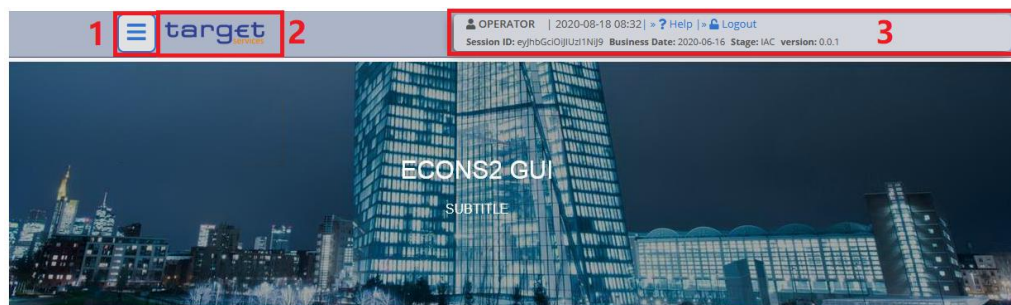 1
target
services
2
OPERATOR | 2020-08-18 08:32| » ? Help |» Logout
Session ID: eyJhbGciOiJIUzI1NiJ9 Business Date: 2020-06-16 Stage: IAC version: 0.0.1
3
ECONS2 GUI
SUBTITLE